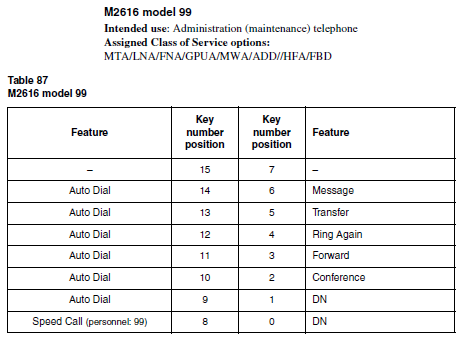 M2616 model 99
Intended use: Administration (maintenance) telephone
Assigned Class of Service options:
MTA/LNA/FNA/GPUA/MWA/ADD//HFA/FBD
Table 87
M2616 model 99
Feature Key number position Key number position Feature
– 15 7 –
Auto Dial 14 6 Message
Auto Dial 13 5 Transfer
Auto Dial 12 4 Ring Again
Auto Dial 11 3 Forward
Auto Dial 10 2 Conference
Auto Dial 9 1 DN
Speed Call (personnel: 99) 8 0 DN